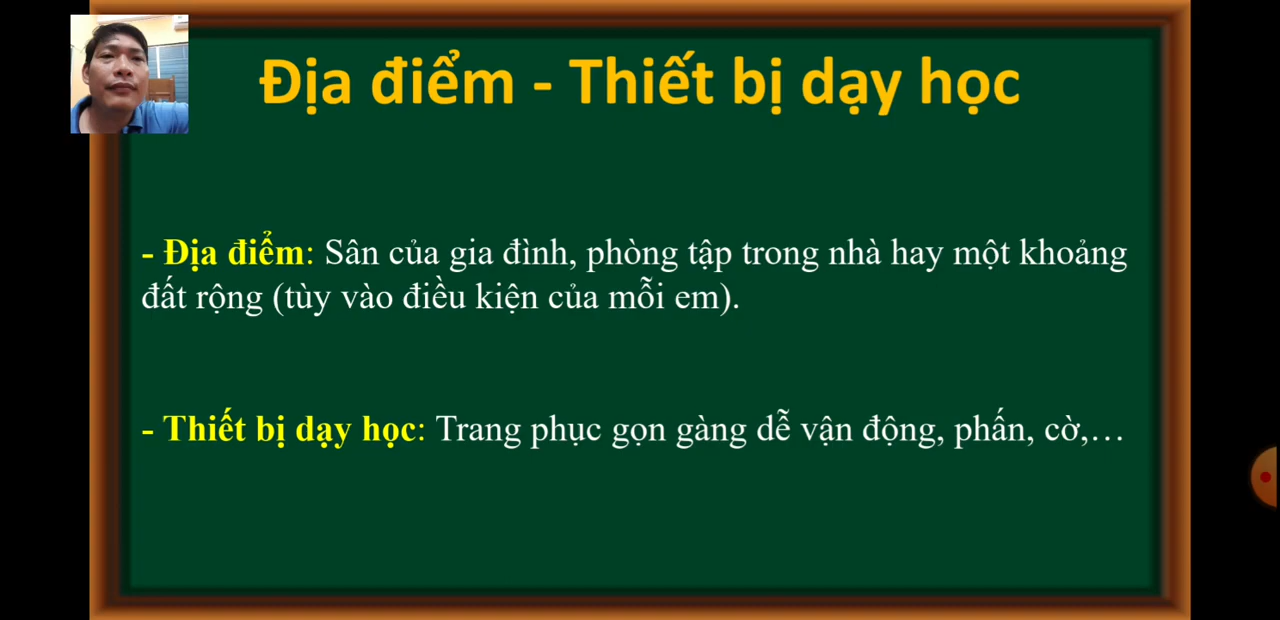 Địa điểm - Thiết bị dạy học
- Địa điểm: Sân của gia đình, phòng tập trong nhà hay một khoảng
đất rộng (tùy vào điều kiện của mỗi em).
- Thiết bị dạy học: Trang phục gọn gàng dễ vận động, phấn, cờ,…